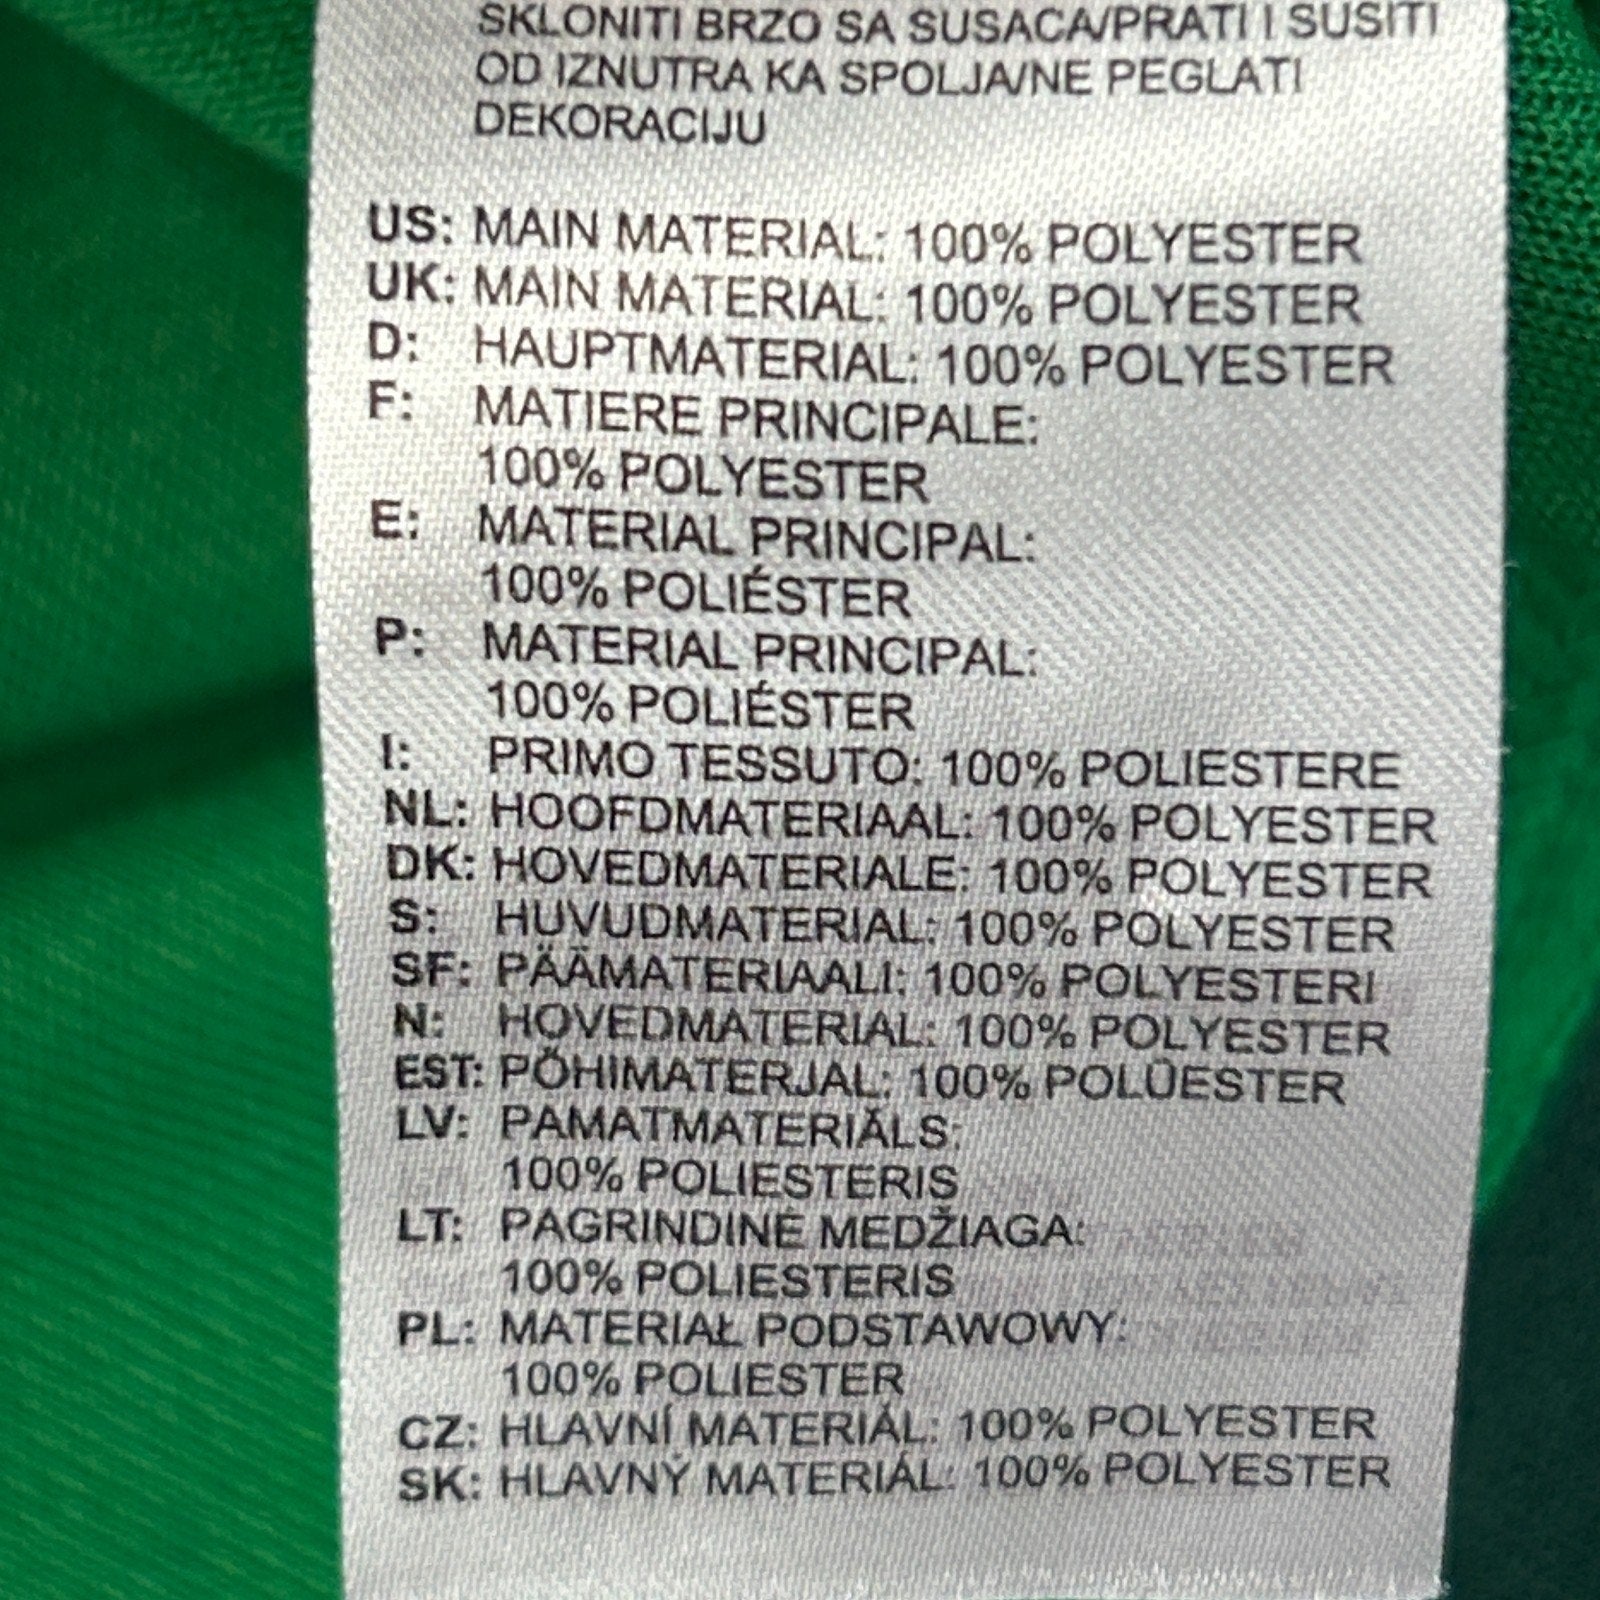 SKLONITI BRZO SA SUSACA/PRATI I SUSITI
OD IZNUTRA KA SPOLJA/NE PEGLATI
DEKORACIJU
US: MAIN MATERIAL: 100% POLYESTER
UK: MAIN MATERIAL: 100% POLYESTER
D: HAUPTMATERIAL: 100% POLYESTER
F: MATIERE PRINCIPALE:
100% POLYESTER
E: MATERIAL PRINCIPAL:
100% POLIÉSTER
P: MATERIAL PRINCIPAL:
100% POLIÉSTER
I: PRIMO TESSUTO: 100% POLIESTERE
NL: HOOFDMATERIAAL: 100% POLYESTER
DK: HOVEDMATERIALE: 100% POLYESTER
S: HUVUDMATERIAL: 100% POLYESTER
SF: PÄÄMATERIAALI: 100% POLYESTERI
N: HOVEDMATERIAL: 100% POLYESTER
EST: PÕHIMATERJAL: 100% POLÜESTER
LV: PAMATMATERIĀLS:
100% POLIESTERIS
LT: PAGRINDINĖ MEDŽIAGA:
100% POLIESTERIS
PL: MATERIAŁ PODSTAWOWY:
100% POLIESTER
CZ: HLAVNÍ MATERIÁL: 100% POLYESTER
SK: HLAVNÝ MATERIÁL: 100% POLYESTER